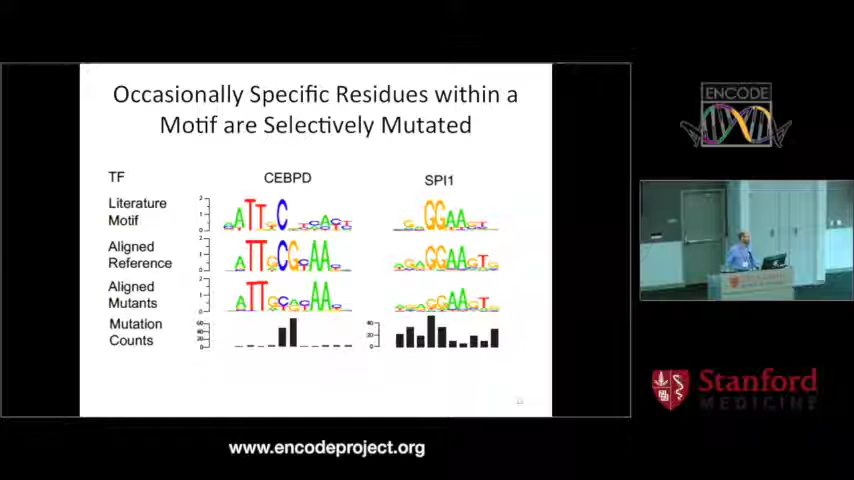 Occasionally Specific Residues within a
Motif are Selectively Mutated
TF
CEBPD
SPI1
Literature
Motif
Aligned
Reference
Aligned
Mutants
Mutation
Counts
ENCODE
Stanford
MEDICINE
www.encodeproject.org